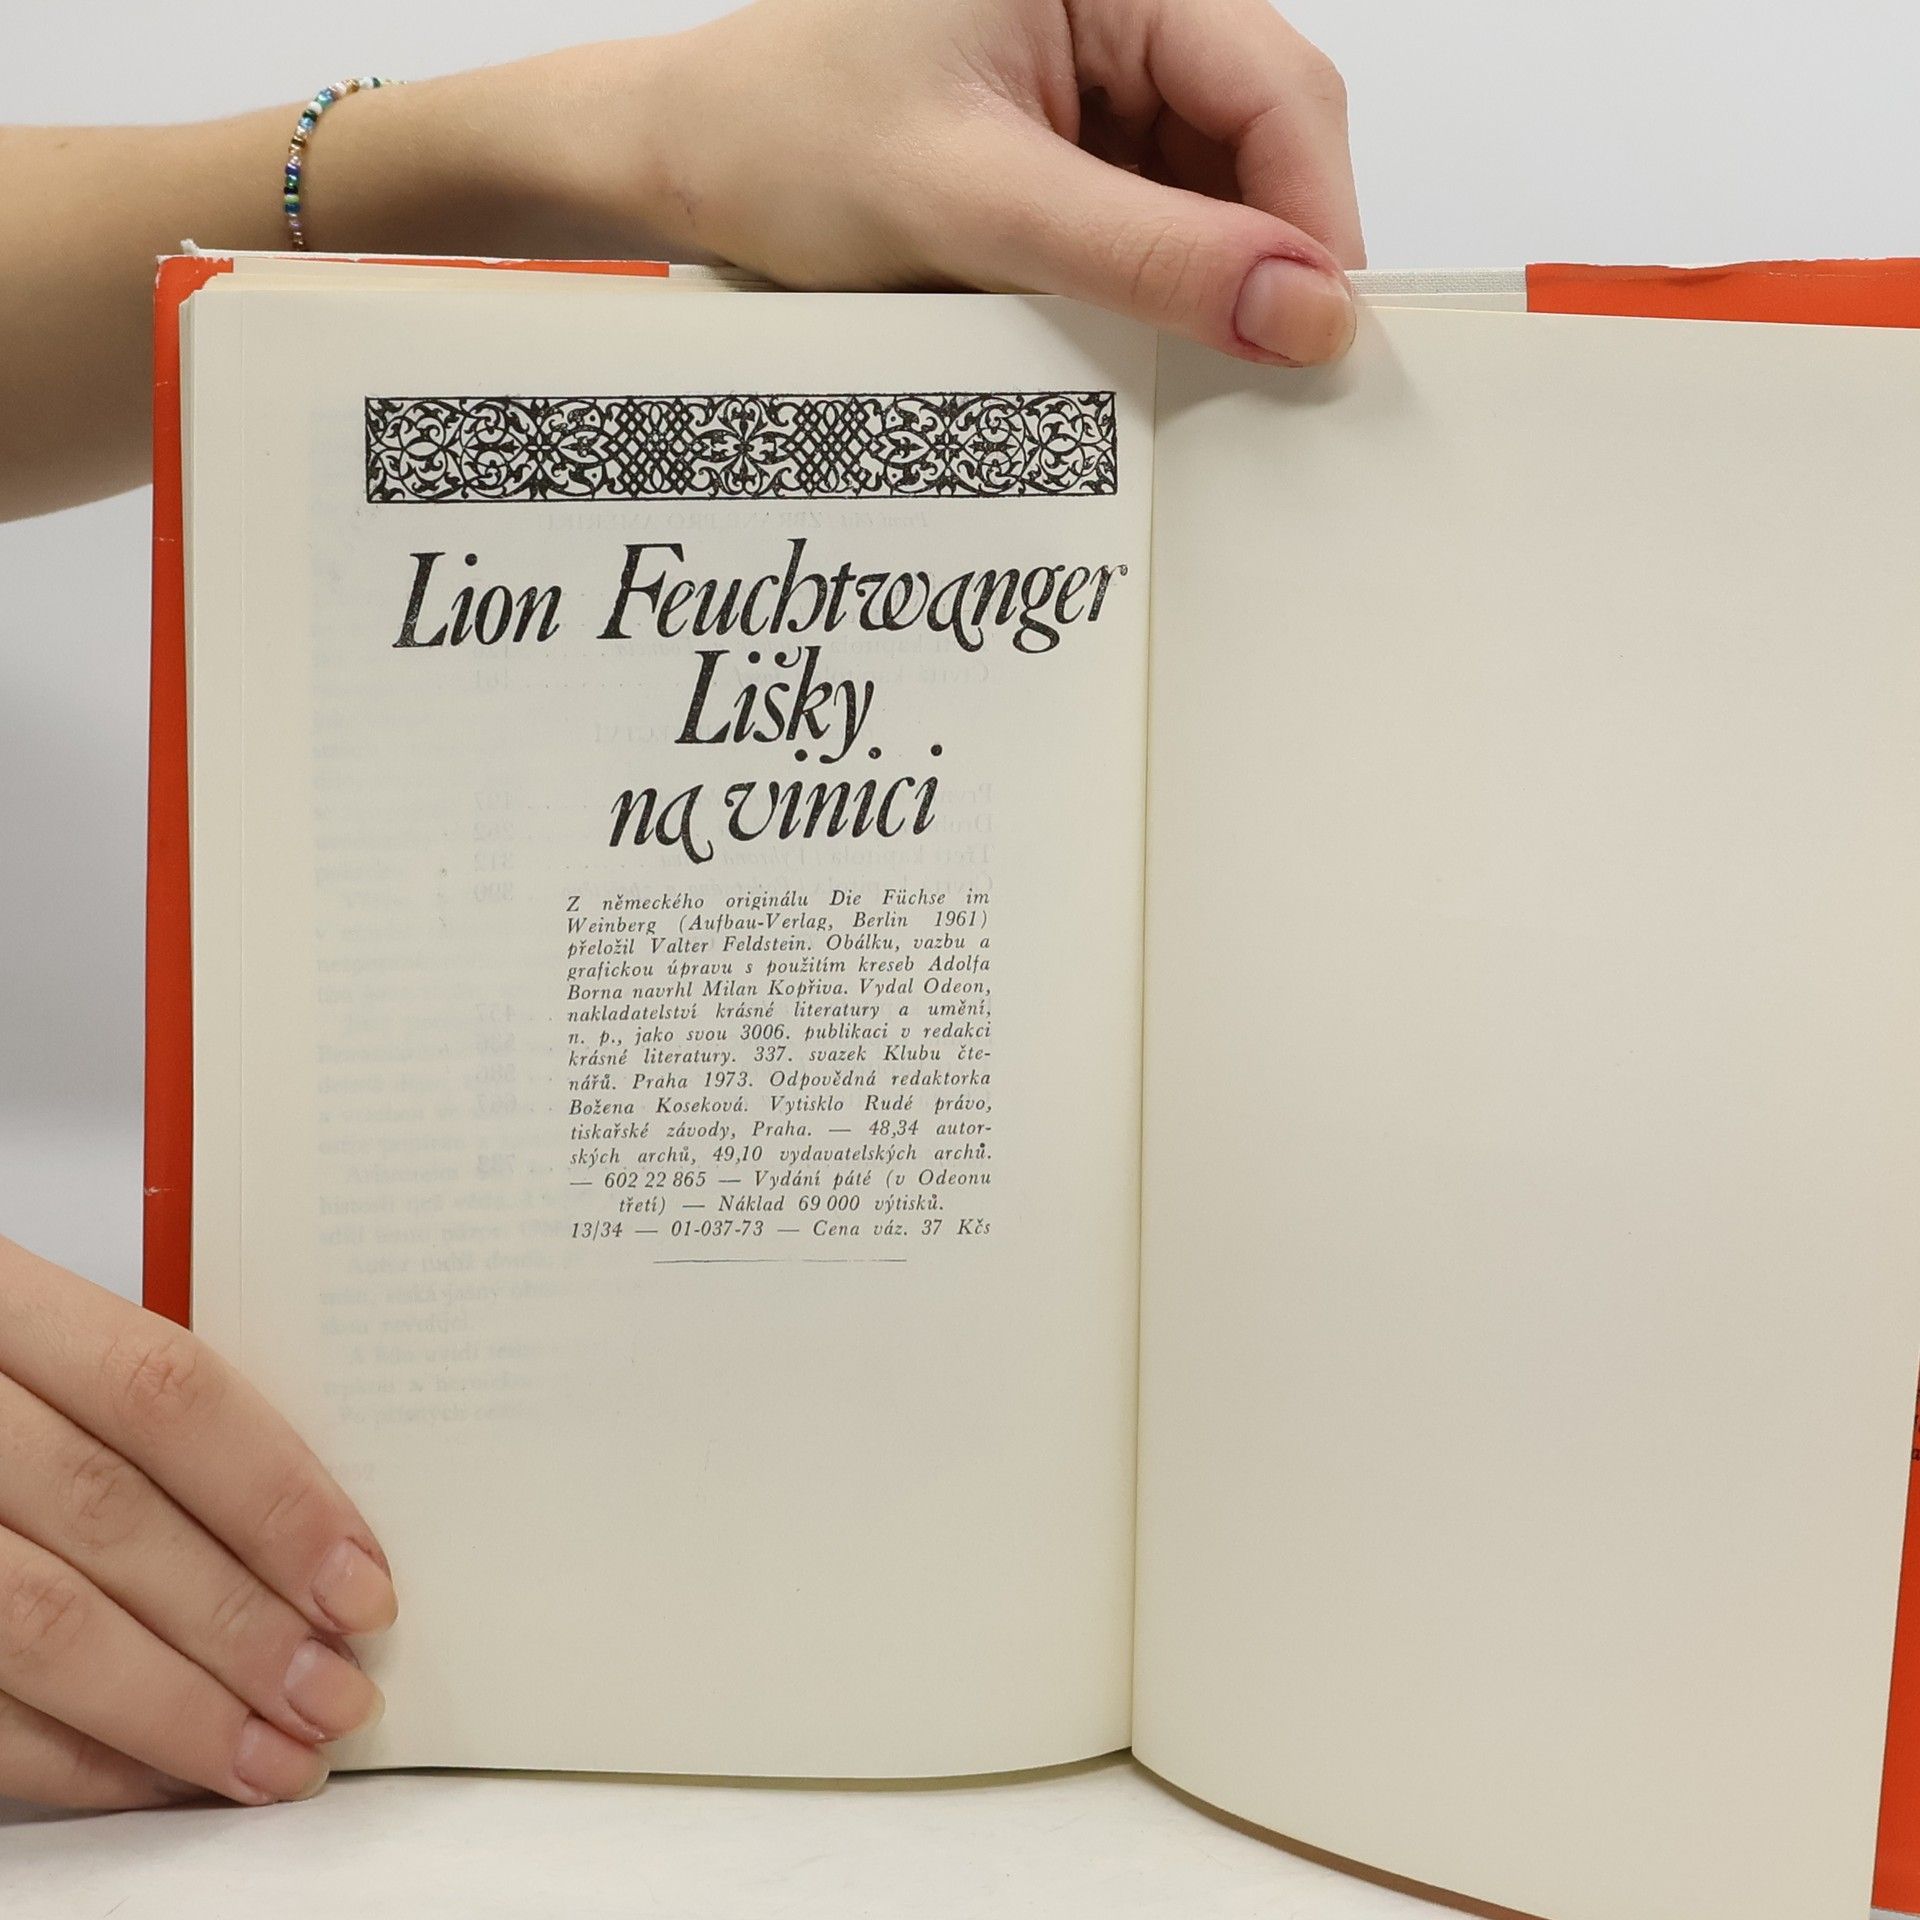 Lion Feuchtwanger
Lišky
na vinici
Z německého originálu Die Füchse im
Weinberg (Aufbau-Verlag, Berlin 1961)
přeložil Valter Feldstein. Obálku, vazbu a
grafickou úpravu s použitím kreseb Adolfa
Borna navrhl Milan Kopřiva. Vydal Odeon,
nakladatelství krásné literatury a umění,
n. p., jako svou 3006. publikaci v redakci
krásné literatury. 337. svazek Klubu čte-
nářů. Praha 1973. Odpovědná redaktorka
Božena Koseková. Vytisklo Rudé právo,
tiskařské závody, Praha. — 48,34 autor-
ských archů, 49,10 vydavatelských archů.
— 602 22 865 — Vydání páté (v Odeonu
třetí) — Náklad 69 000 výtisků.
13/34 — 01-037-73 — Cena váz. 37 Kčs